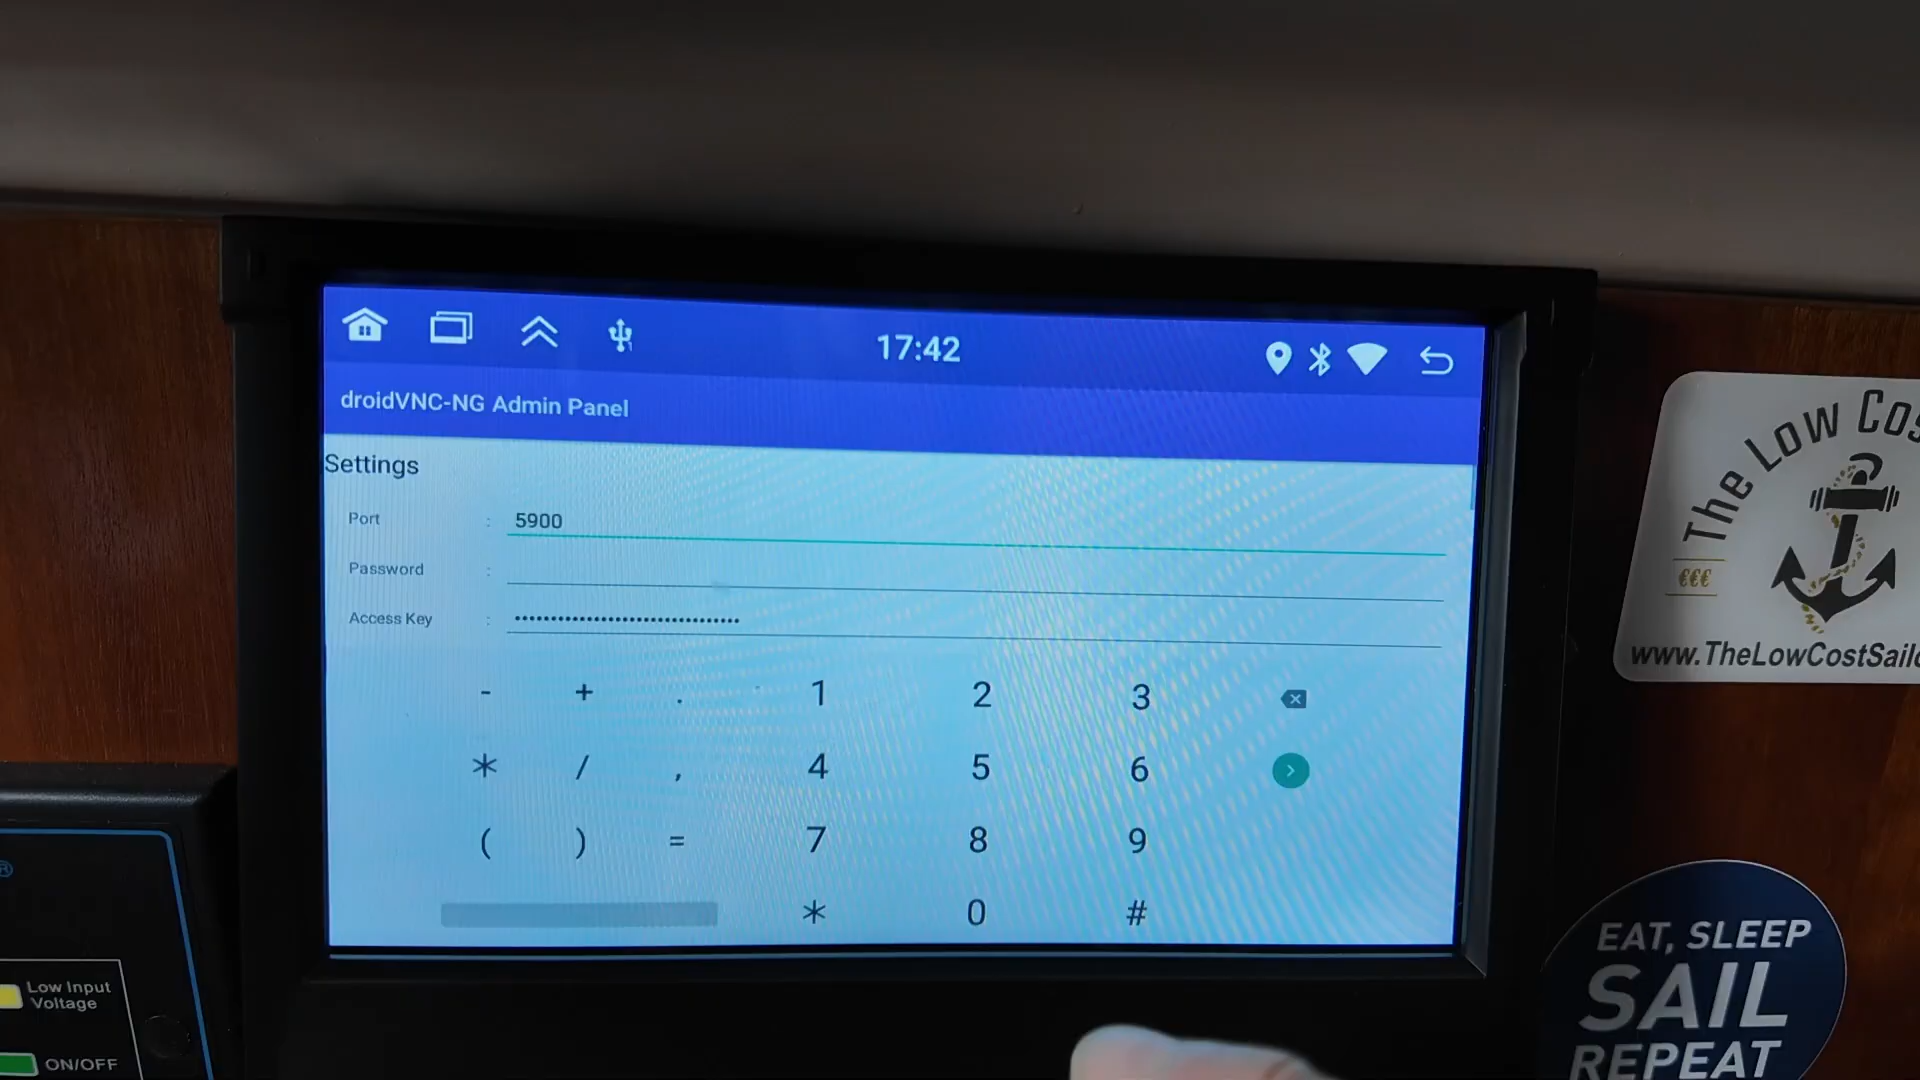 17:42
droidVNC-NG Admin Panel
Settings
Port : 5900
Password :
Access Key : ••••••••••••••••••••••••••••••••
- + . 1 2 3
* / , 4 5 6
( ) = 7 8 9
* 0 #
The Low Cos
€€€
www.TheLowCostSailo
EAT, SLEEP
SAIL
REPEAT
Low Input
Voltage
ON/OFF
®